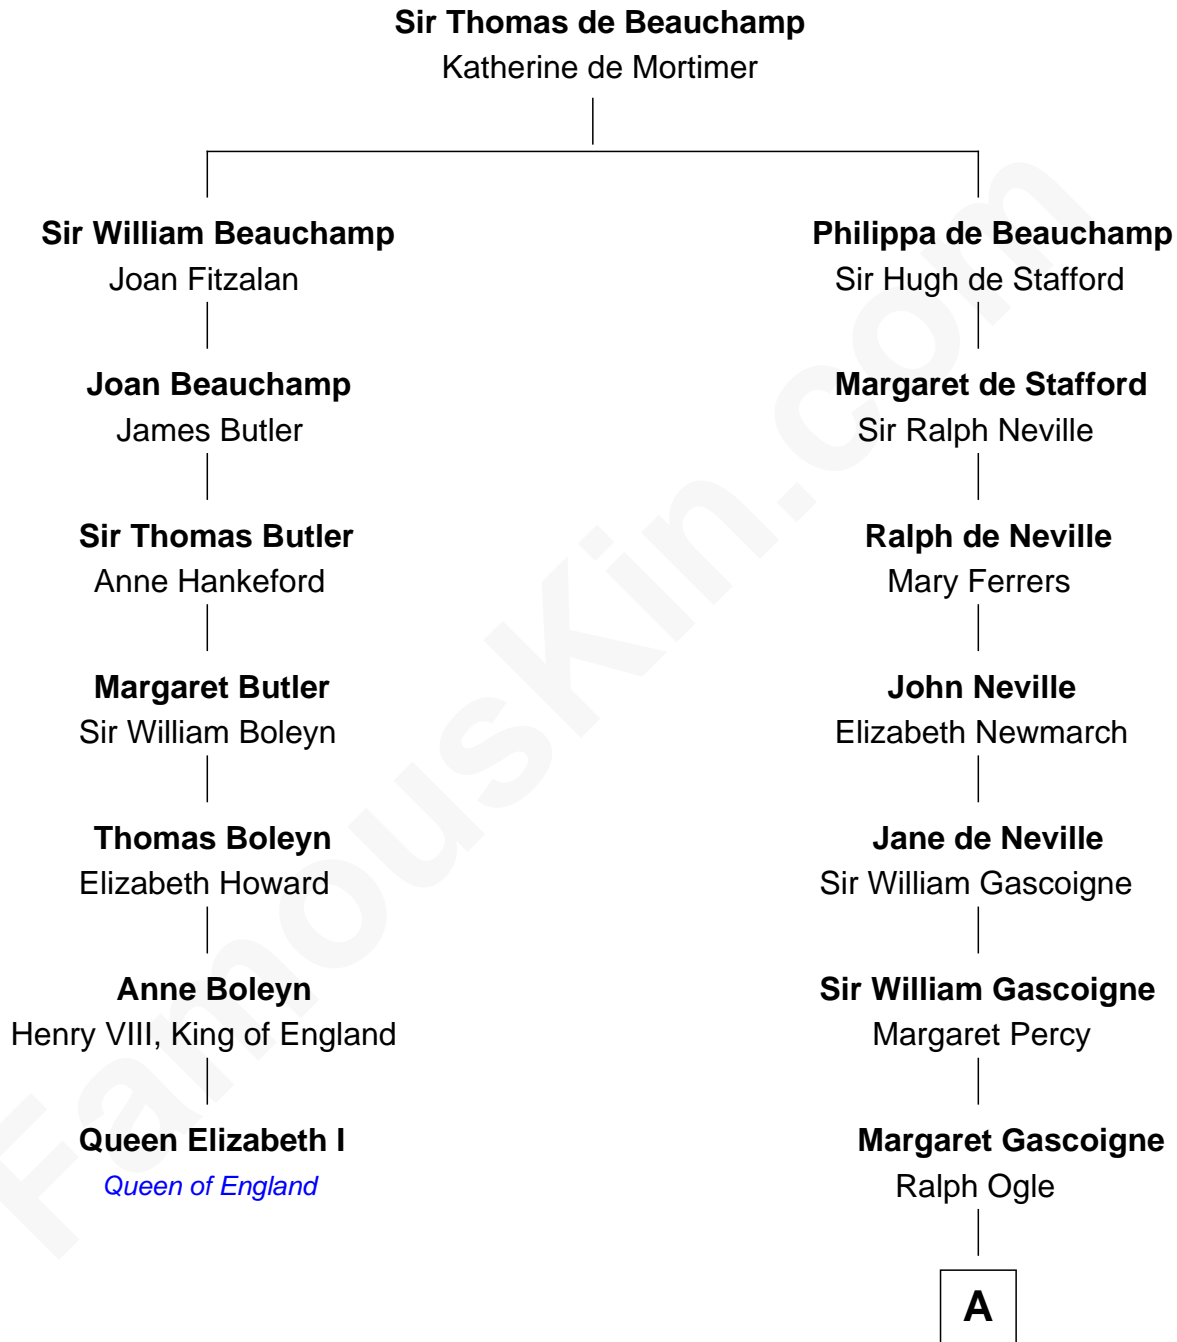 Sir Thomas de Beauchamp
Katherine de Mortimer
Sir William Beauchamp
Joan Fitzalan
Philippa de Beauchamp
Sir Hugh de Stafford
Joan Beauchamp
James Butler
Margaret de Stafford
Sir Ralph Neville
Sir Thomas Butler
Anne Hankeford
Ralph de Neville
Mary Ferrers
Margaret Butler
Sir William Boleyn
John Neville
Elizabeth Newmarch
Thomas Boleyn
Elizabeth Howard
Jane de Neville
Sir William Gascoigne
Anne Boleyn
Henry VIII, King of England
Sir William Gascoigne
Margaret Percy
Queen Elizabeth I
Queen of England
Margaret Gascoigne
Ralph Ogle
A
FamousKin.com